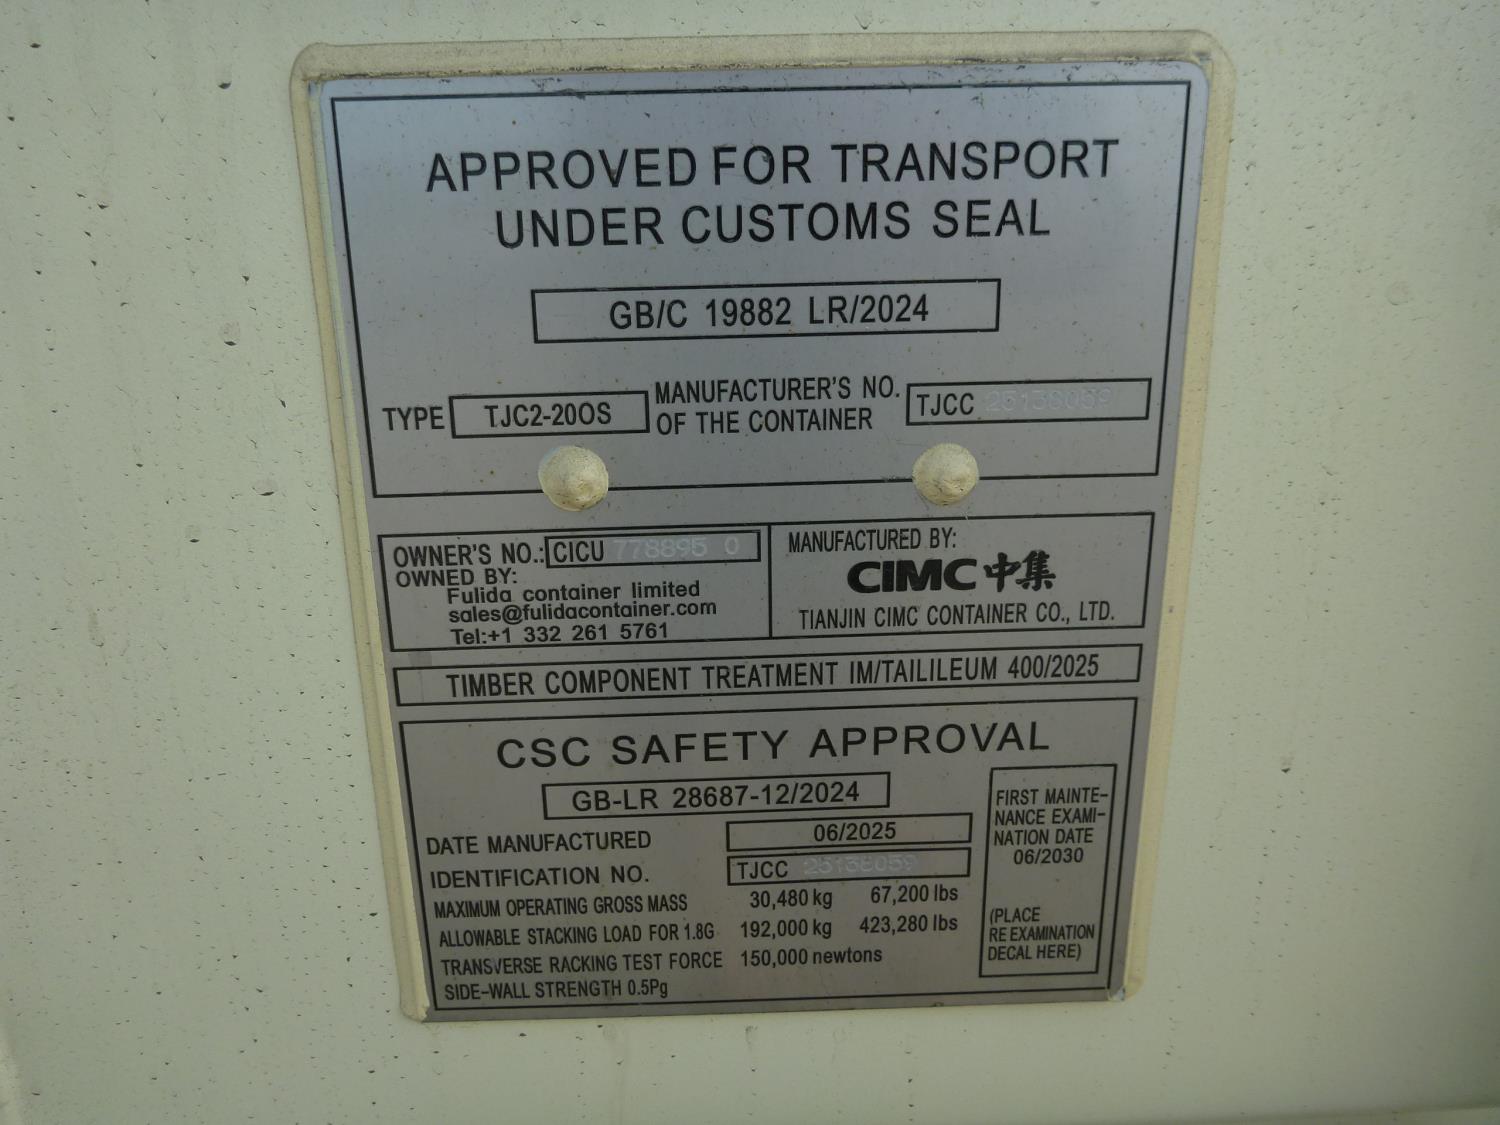 APPROVED FOR TRANSPORT
UNDER CUSTOMS SEAL
GB/C 19882 LR/2024
TYPE TJC2-20OS
MANUFACTURER'S NO.
OF THE CONTAINER
TJCC 25138059
OWNER'S NO.: CICU 778895 0
OWNED BY:
Fulida container limited
sales@fulidacontainer.com
Tel:+1 332 261 5761
MANUFACTURED BY:
CIMC中集
TIANJIN CIMC CONTAINER CO., LTD.
TIMBER COMPONENT TREATMENT IM/TAILILEUM 400/2025
CSC SAFETY APPROVAL
GB-LR 28687-12/2024
DATE MANUFACTURED 06/2025
IDENTIFICATION NO. TJCC 25138059
MAXIMUM OPERATING GROSS MASS 30,480 kg 67,200 lbs
ALLOWABLE STACKING LOAD FOR 1.8G 192,000 kg 423,280 lbs
TRANSVERSE RACKING TEST FORCE 150,000 newtons
SIDE-WALL STRENGTH 0.5Pg
FIRST MAINTE-
NANCE EXAMI-
NATION DATE
06/2030
(PLACE
RE EXAMINATION
DECAL HERE)